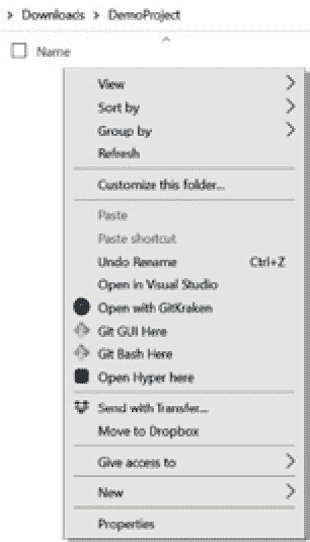 > Downloads > DemoProject
Name
View
Sort by
Group by
Refresh
Customize this folder...
Paste
Paste shortcut
Undo Rename Ctrl+Z
Open in Visual Studio
Open with GitKraken
Git GUI Here
Git Bash Here
Open Hyper here
Send with Transfer...
Move to Dropbox
Give access to
New
Properties